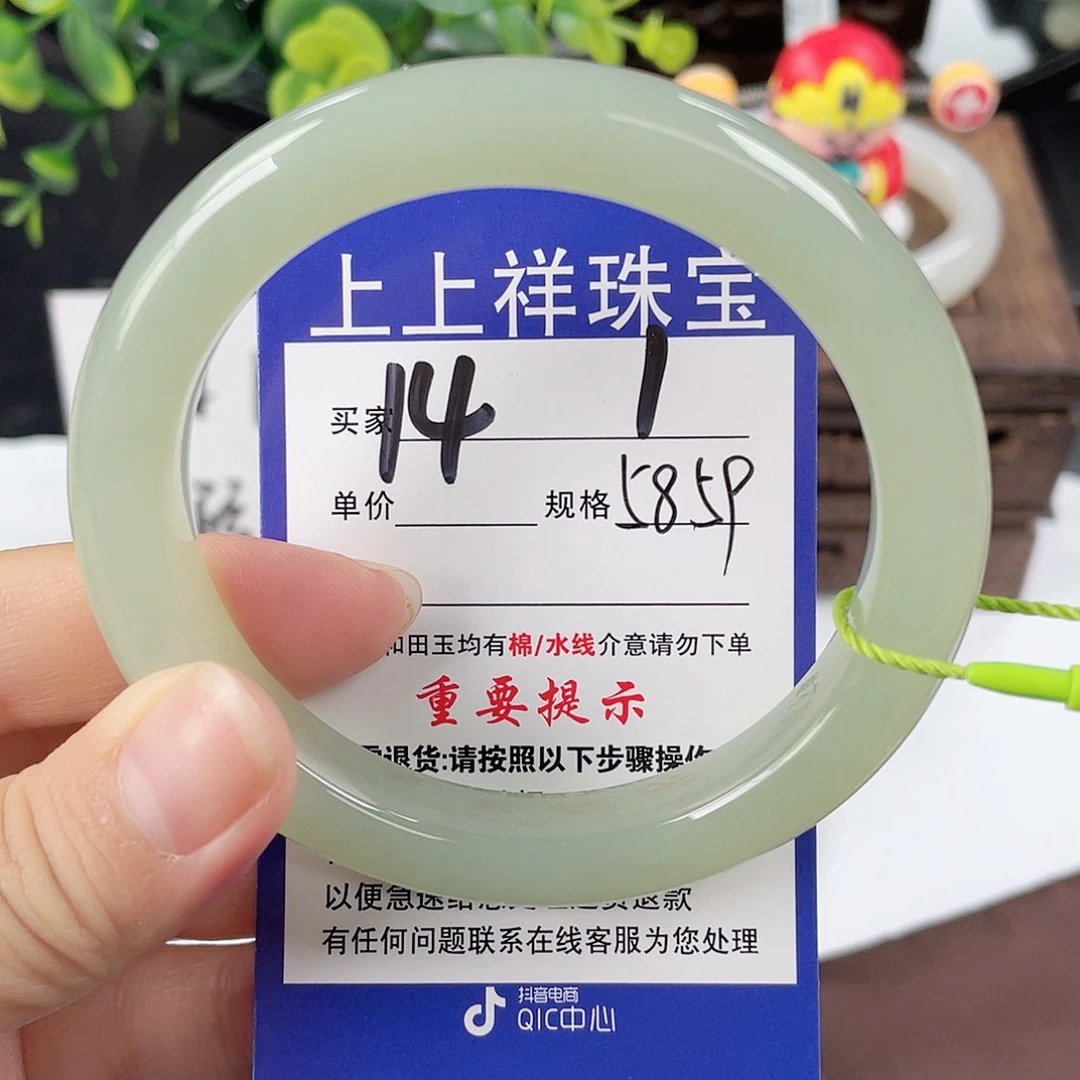 上上祥珠宝
买家 14 1
单价 规格 5859
和田玉均有棉/水线介意请勿下单
重要提示
退货:请按照以下步骤操作
以便急速给您
退款
有任何问题联系在线客服为您处理
抖音电商
QIC中心